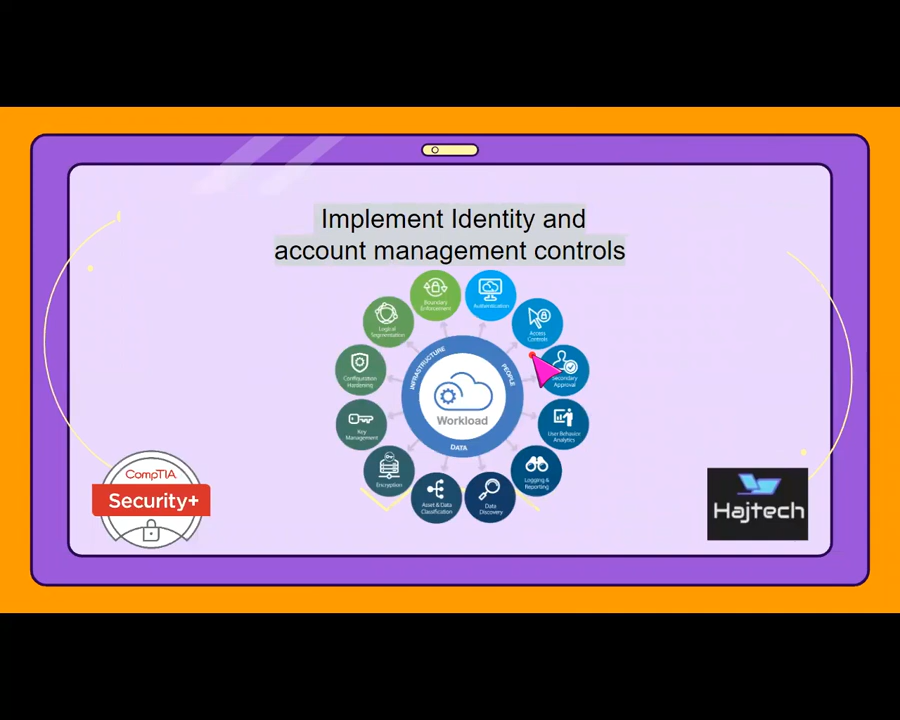 Implement Identity and
account management controls
Boundary
Enforcement
Authentication
Logical
Segmentation
Access
Controls
INFRASTRUCTURE
PEOPLE
Configuration
Hardening
Secondary
Approval
Workload
Key
Management
User Behavior
Analytics
DATA
Encryption
Logging &
Reporting
Asset & Data
Classification
Data
Discovery
CompTIA
Security+
Hajtech